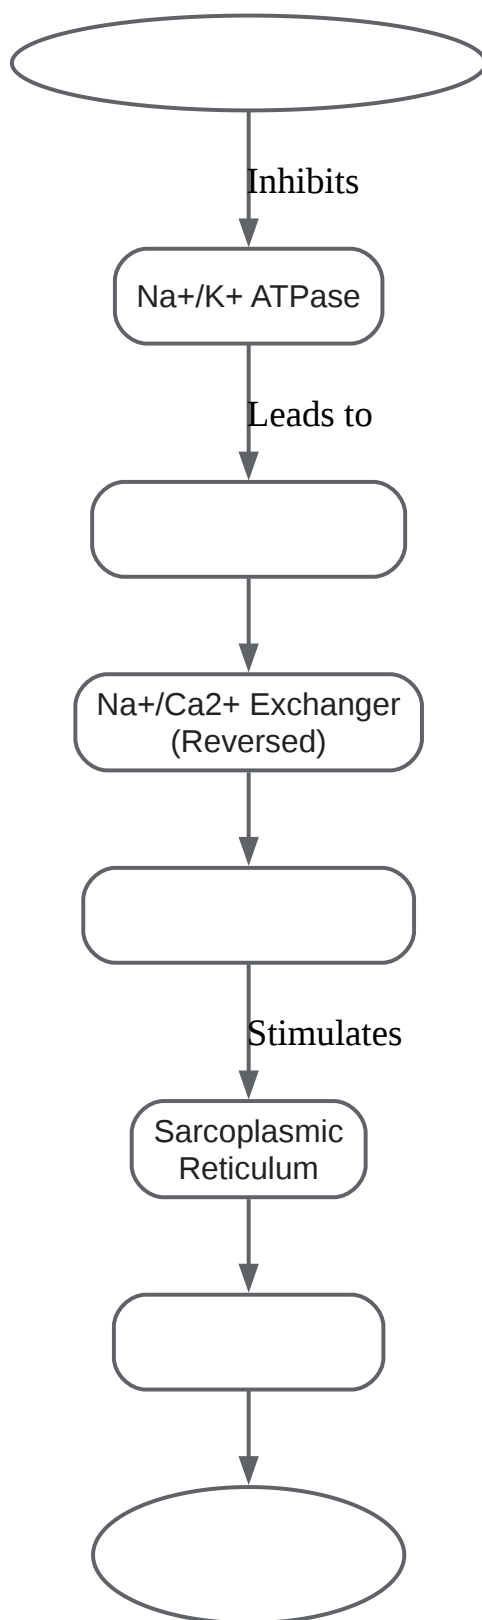 Inhibits
Na+/K+ ATPase
Leads to
Na+/Ca2+ Exchanger
(Reversed)
Stimulates
Sarcoplasmic
Reticulum